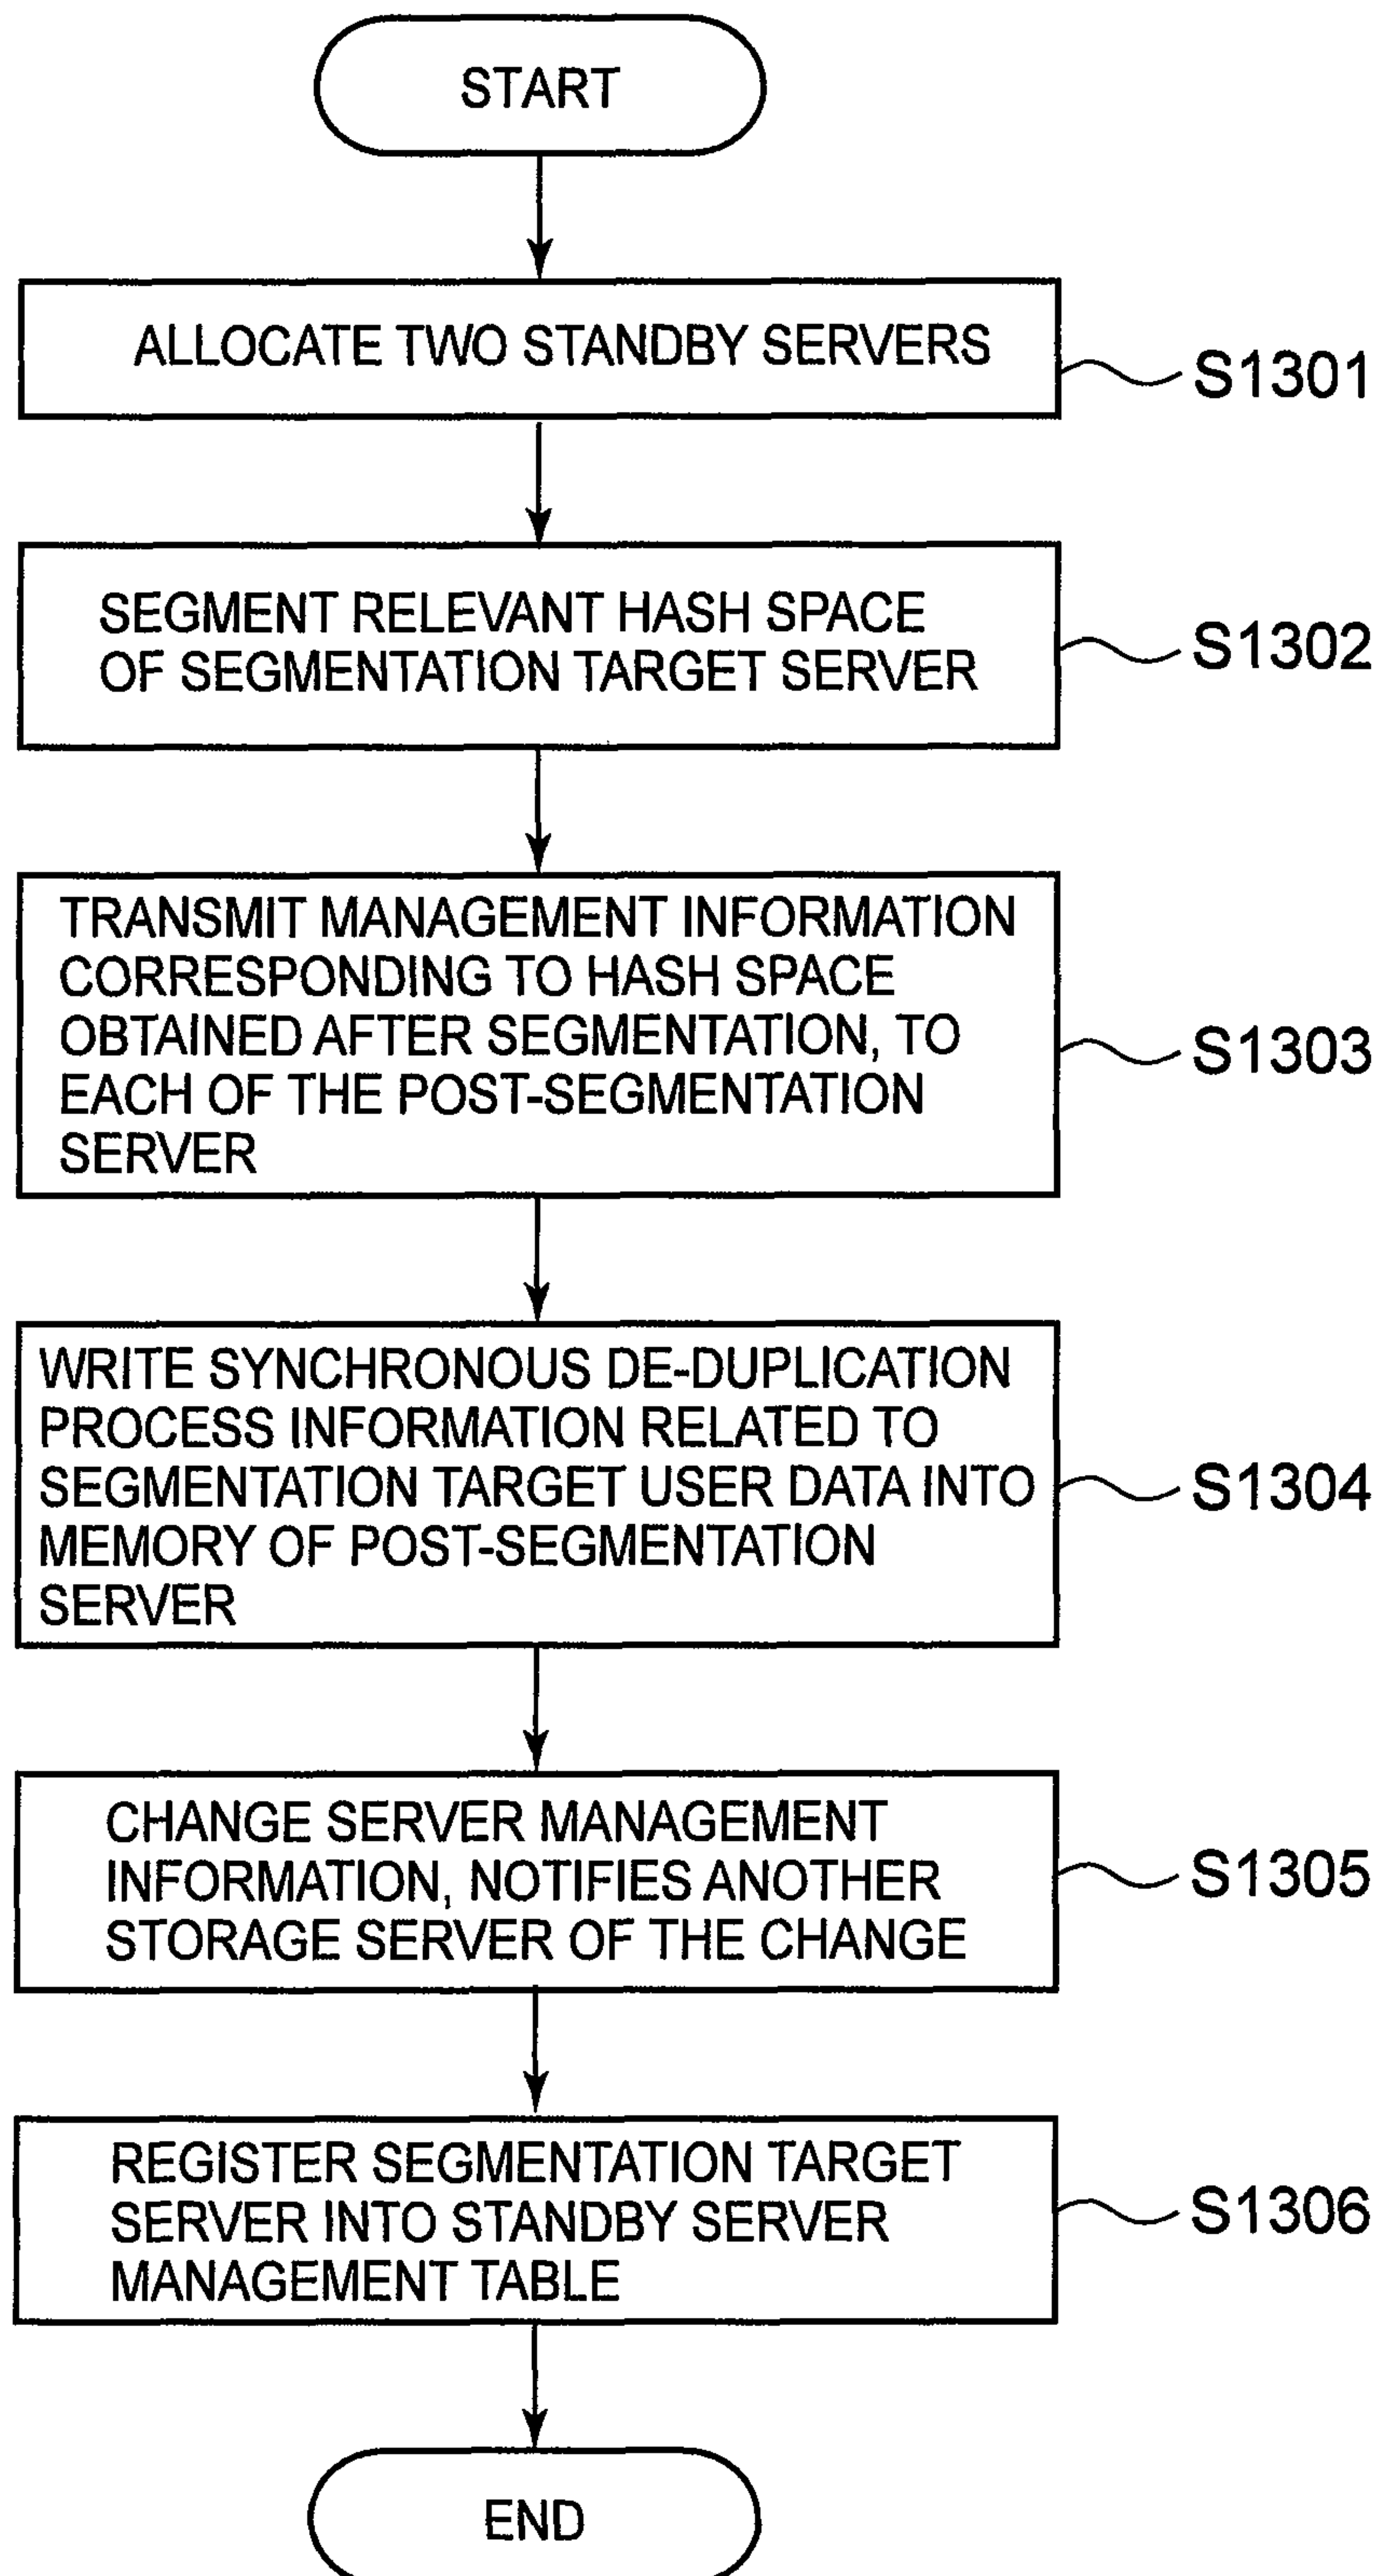 START
ALLOCATE TWO STANDBY SERVERS
S1301
SEGMENT RELEVANT HASH SPACE
OF SEGMENTATION TARGET SERVER
S1302
TRANSMIT MANAGEMENT INFORMATION
CORRESPONDING TO HASH SPACE
OBTAINED AFTER SEGMENTATION, TO
EACH OF THE POST-SEGMENTATION
SERVER
S1303
WRITE SYNCHRONOUS DE-DUPLICATION
PROCESS INFORMATION RELATED TO
SEGMENTATION TARGET USER DATA INTO
MEMORY OF POST-SEGMENTATION
SERVER
S1304
CHANGE SERVER MANAGEMENT
INFORMATION, NOTIFIES ANOTHER
STORAGE SERVER OF THE CHANGE
S1305
REGISTER SEGMENTATION TARGET
SERVER INTO STANDBY SERVER
MANAGEMENT TABLE
S1306
END